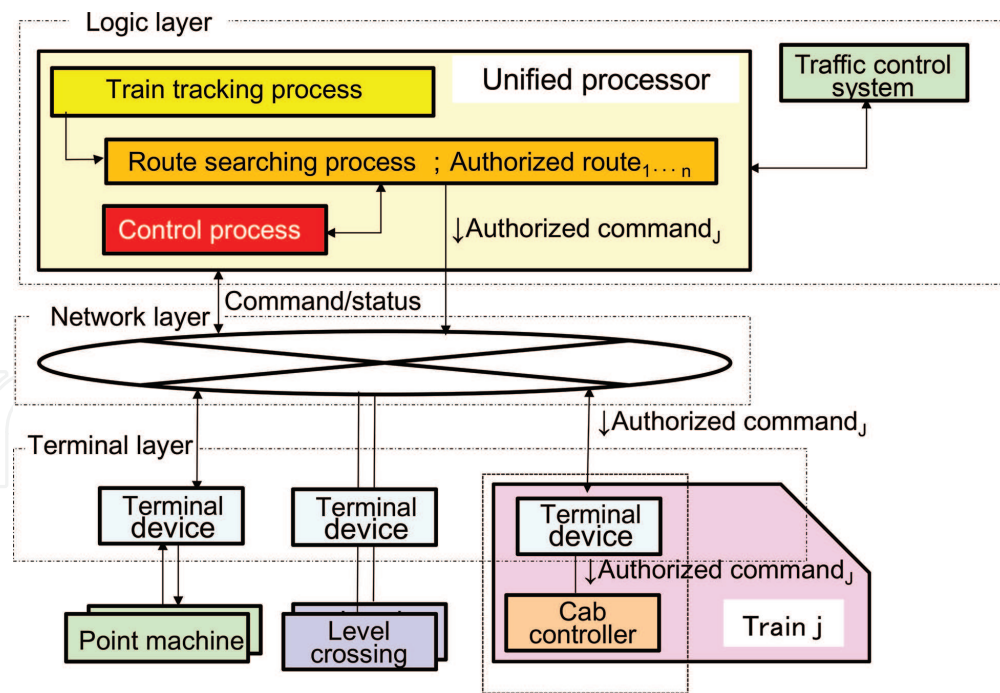 Logic layer
Unified processor
Traffic control
system
Train tracking process
Route searching process ; Authorized route1⋯n
Control process
↓Authorized commandJ
Command/status
Network layer
↓Authorized commandJ
Terminal layer
Terminal
device
Terminal
device
Terminal
device
↓Authorized commandJ
Point machine
Level
crossing
Cab
controller
Train j